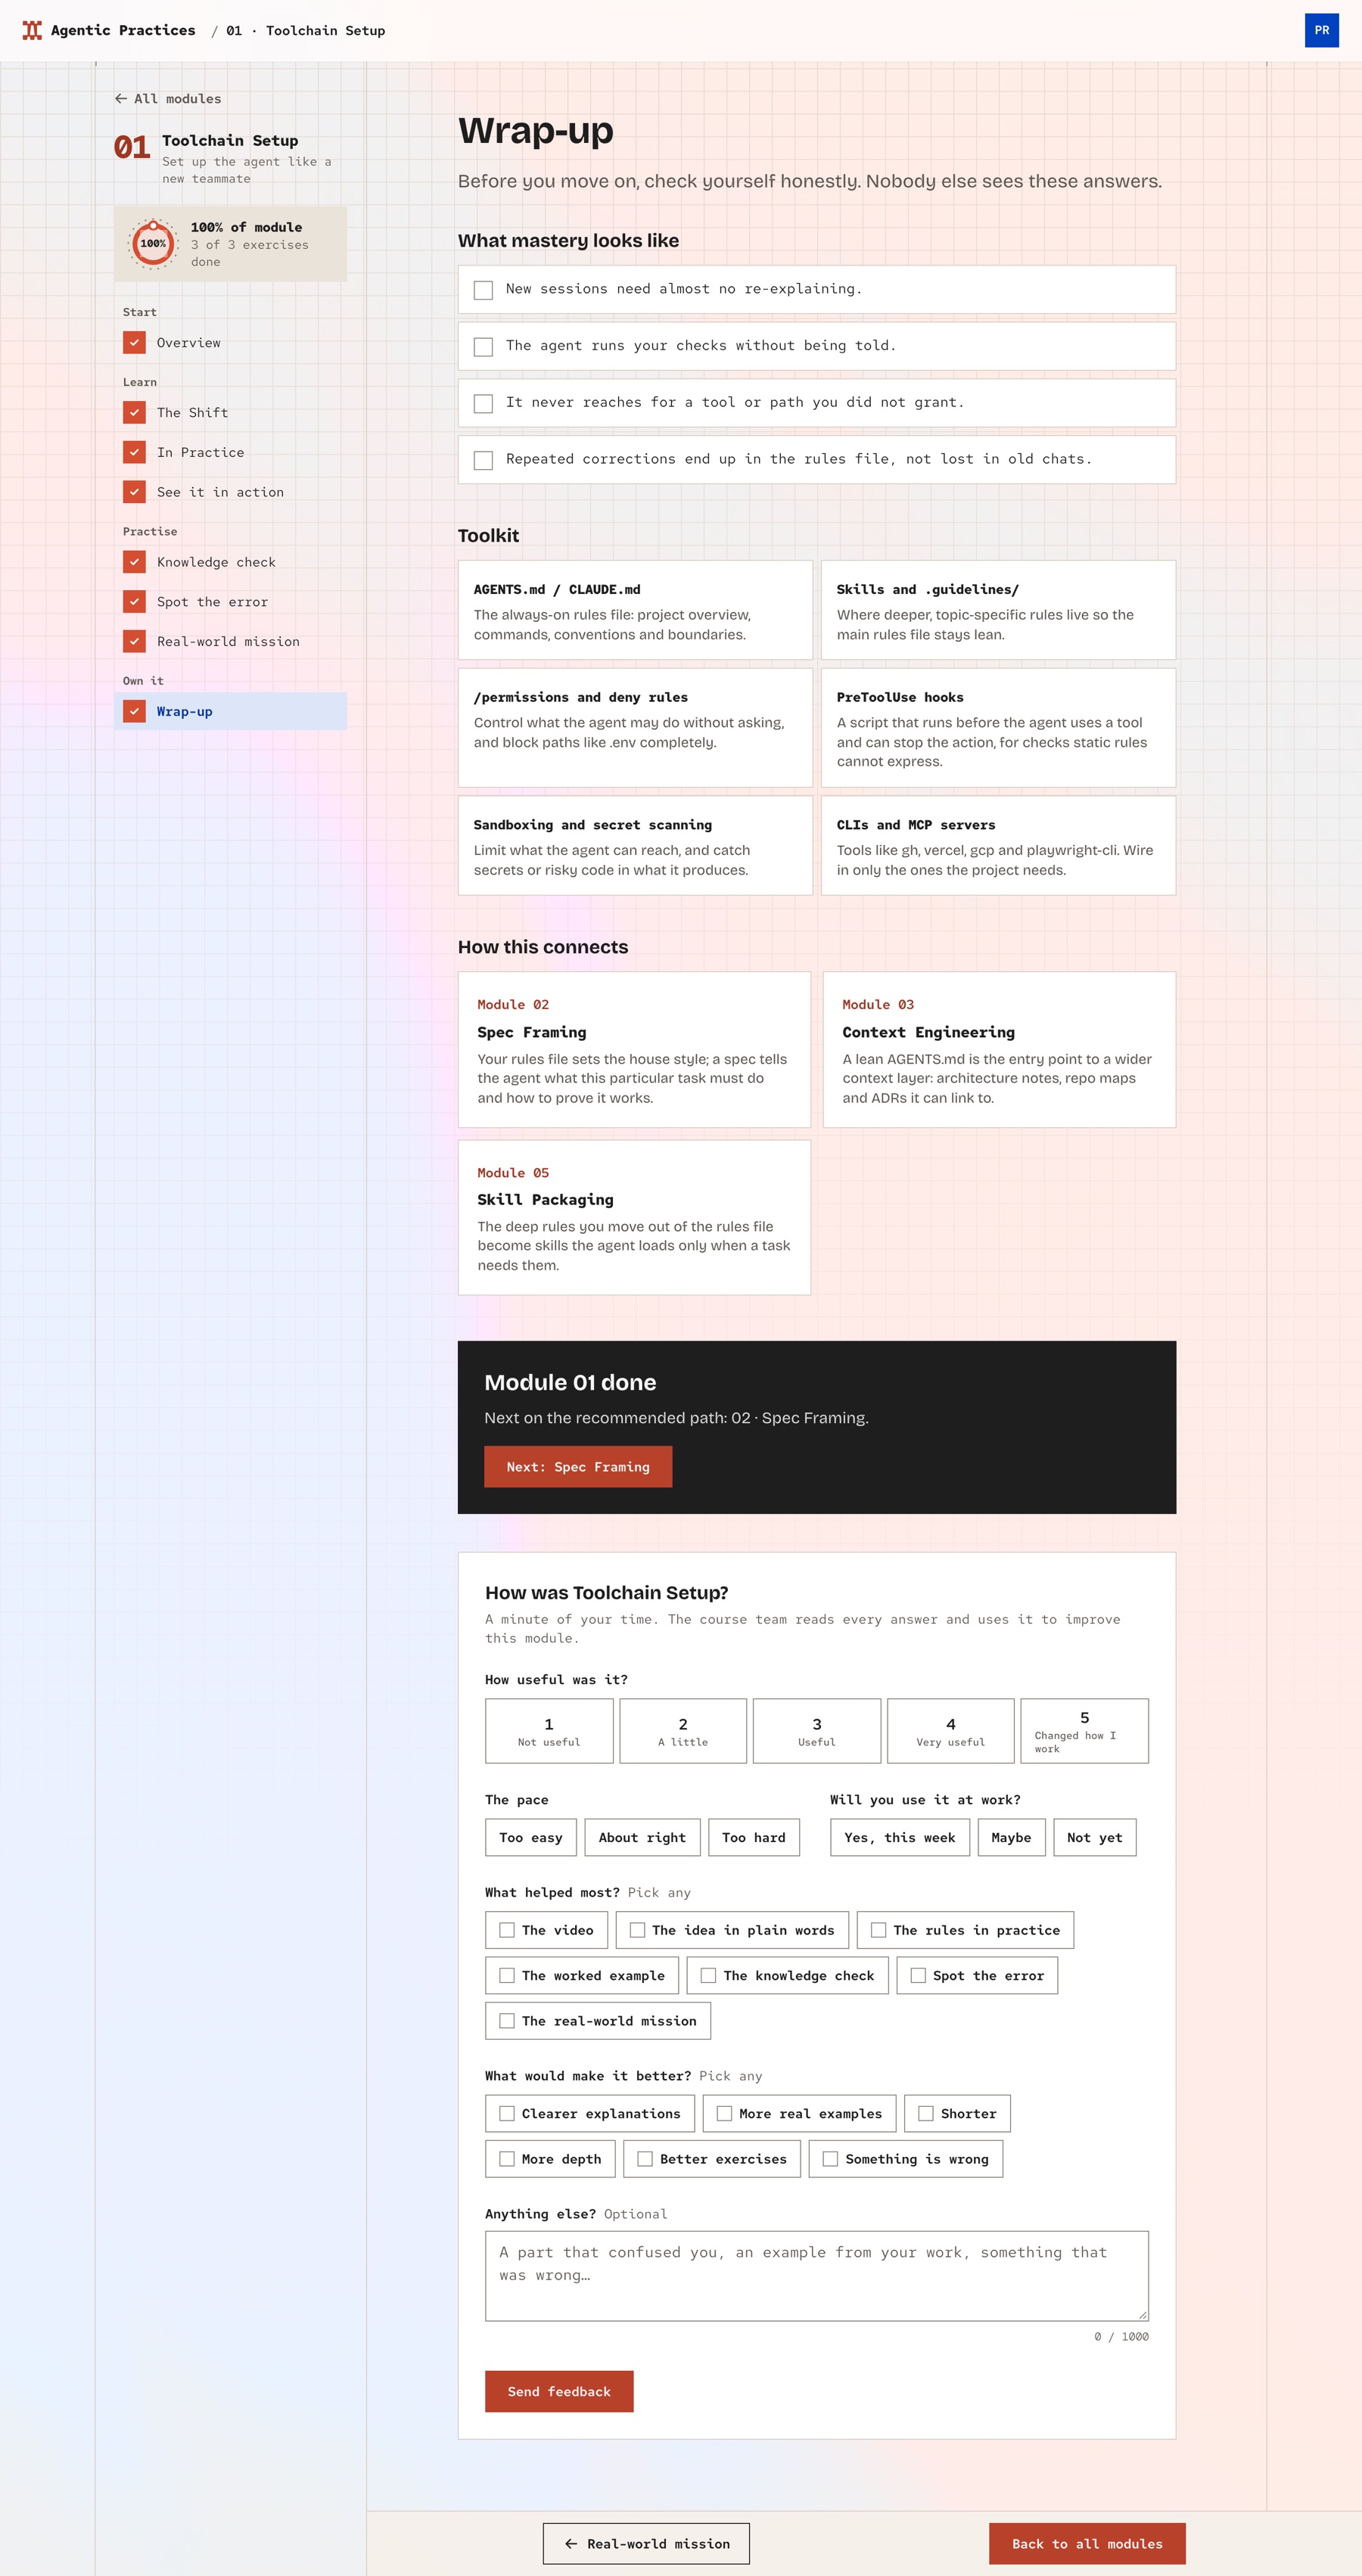 Agentic Practices / 01 · Toolchain Setup
PR
← All modules
01 Toolchain Setup
Set up the agent like a
new teammate
100%
100% of module
3 of 3 exercises
done
Start
Overview
Learn
The Shift
In Practice
See it in action
Practise
Knowledge check
Spot the error
Real-world mission
Own it
Wrap-up
Wrap-up
Before you move on, check yourself honestly. Nobody else sees these answers.
What mastery looks like
New sessions need almost no re-explaining.
The agent runs your checks without being told.
It never reaches for a tool or path you did not grant.
Repeated corrections end up in the rules file, not lost in old chats.
Toolkit
AGENTS.md / CLAUDE.md
The always-on rules file: project overview,
commands, conventions and boundaries.
Skills and .guidelines/
Where deeper, topic-specific rules live so the
main rules file stays lean.
/permissions and deny rules
Control what the agent may do without asking,
and block paths like .env completely.
PreToolUse hooks
A script that runs before the agent uses a tool
and can stop the action, for checks static rules
cannot express.
Sandboxing and secret scanning
Limit what the agent can reach, and catch
secrets or risky code in what it produces.
CLIs and MCP servers
Tools like gh, vercel, gcp and playwright-cli. Wire
in only the ones the project needs.
How this connects
Module 02
Spec Framing
Your rules file sets the house style; a spec tells
the agent what this particular task must do
and how to prove it works.
Module 03
Context Engineering
A lean AGENTS.md is the entry point to a wider
context layer: architecture notes, repo maps
and ADRs it can link to.
Module 05
Skill Packaging
The deep rules you move out of the rules file
become skills the agent loads only when a task
needs them.
Module 01 done
Next on the recommended path: 02 · Spec Framing.
Next: Spec Framing
How was Toolchain Setup?
A minute of your time. The course team reads every answer and uses it to improve
this module.
How useful was it?
1
Not useful
2
A little
3
Useful
4
Very useful
5
Changed how I
work
The pace
Too easy
About right
Too hard
Will you use it at work?
Yes, this week
Maybe
Not yet
What helped most? Pick any
The video
The idea in plain words
The rules in practice
The worked example
The knowledge check
Spot the error
The real-world mission
What would make it better? Pick any
Clearer explanations
More real examples
Shorter
More depth
Better exercises
Something is wrong
Anything else? Optional
A part that confused you, an example from your work, something that
was wrong…
0 / 1000
Send feedback
← Real-world mission
Back to all modules